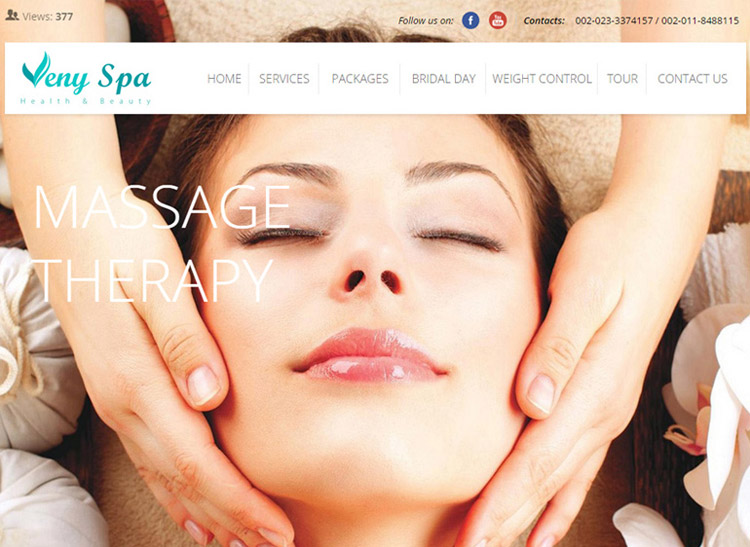 Views: 377
Follow us on:
You
Tube
Contacts: 002-023-3374157 / 002-011-8488115
Veny Spa
Health & Beauty
HOME
SERVICES
PACKAGES
BRIDAL DAY
WEIGHT CONTROL
TOUR
CONTACT US
MASSAGE
THERAPY